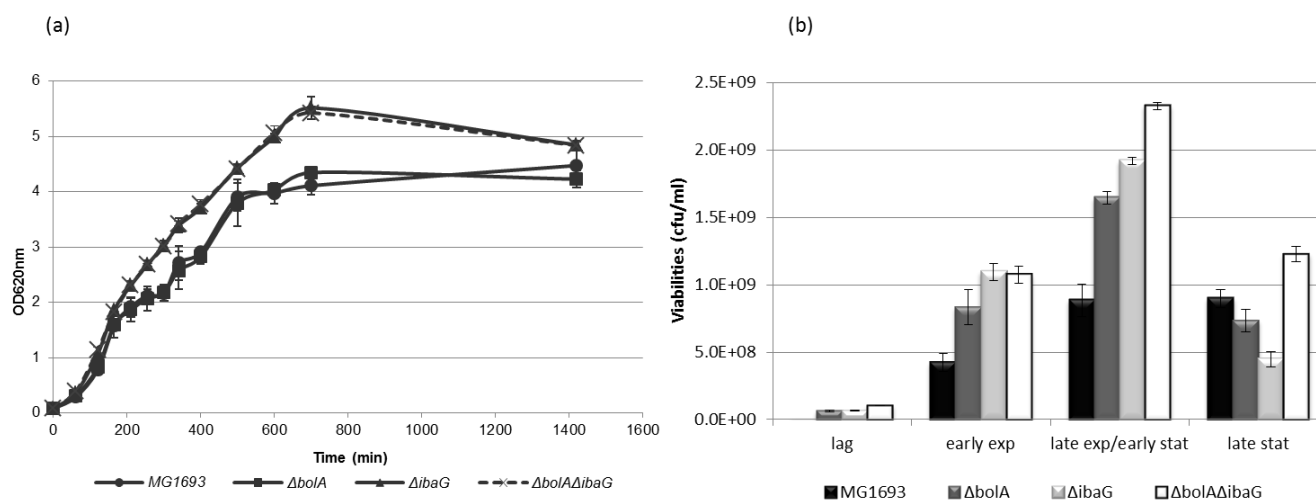 (a)
(b)
OD620nm
6
5
4
3
2
1
0
0 200 400 600 800 1000 1200 1400 1600
Time (min)
MG1693 ΔbolA ΔibaG ΔbolAΔibaG
Viabilities (cfu/ml)
2.5E+09
2.0E+09
1.5E+09
1.0E+09
5.0E+08
0.0E+00
lag early exp late exp/early stat late stat
MG1693 ΔbolA ΔibaG ΔbolAΔibaG